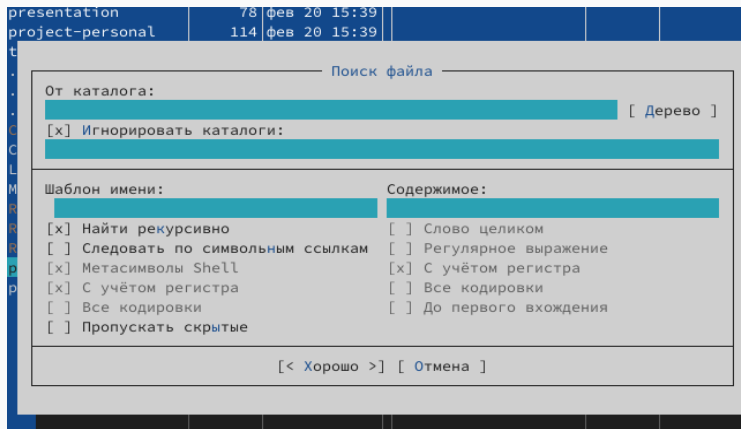 presentation 78 фев 20 15:39
project-personal 114 фев 20 15:39
t
.
Поиск файла
.
От каталога:
.
[ Дерево ]
C
[x] Игнорировать каталоги:
C
L
M
Шаблон имени: Содержимое:
R
R
[x] Найти рекурсивно [ ] Слово целиком
R
[ ] Следовать по символьным ссылкам [ ] Регулярное выражение
p
[x] Метасимволы Shell [x] С учётом регистра
p
[x] С учётом регистра [ ] Все кодировки
[ ] Все кодировки [ ] До первого вхождения
[ ] Пропускать скрытые
[< Хорошо >] [ Отмена ]